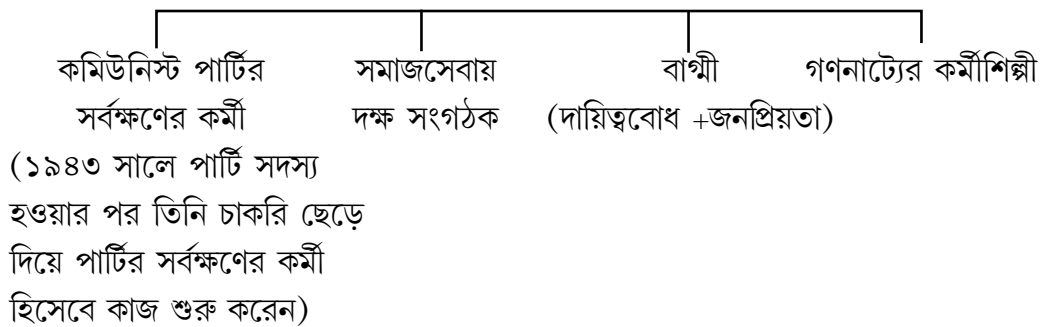 কমিউনিস্ট পার্টির সর্বক্ষণের কর্মী
(১৯৪৩ সালে পার্টি সদস্য
হওয়ার পর তিনি চাকরি ছেড়ে
দিয়ে পার্টির সর্বক্ষণের কর্মী
হিসেবে কাজ শুরু করেন)
সমাজসেবায়
দক্ষ সংগঠক
বাগ্মী
(দায়িত্ববোধ +জনপ্রিয়তা)
গণনাট্যের কর্মীশিল্পী